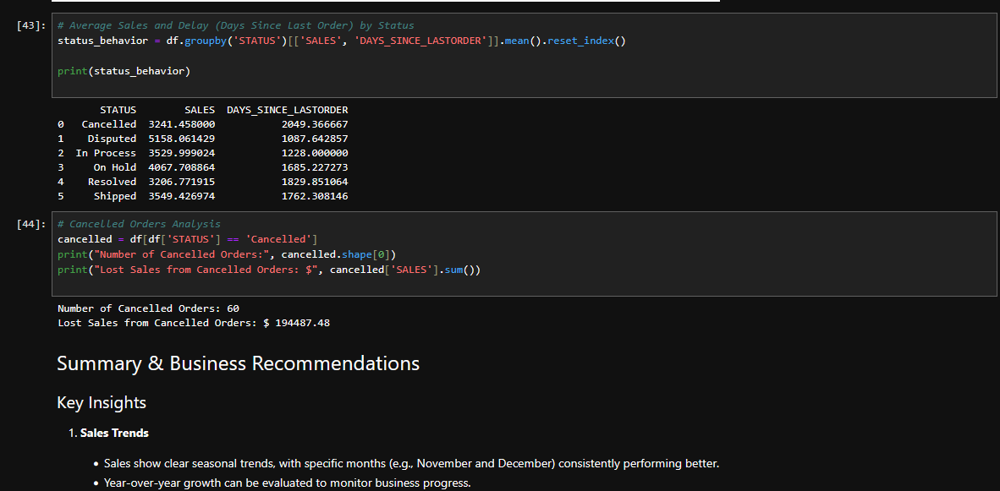 [43]: # Average Sales and Delay (Days Since Last Order) by Status
status_behavior = df.groupby('STATUS')[['SALES', 'DAYS_SINCE_LASTORDER']].mean().reset_index()
print(status_behavior)
STATUS SALES DAYS_SINCE_LASTORDER
0 Cancelled 3241.458000 2049.366667
1 Disputed 5158.061429 1087.642857
2 In Process 3529.999024 1228.000000
3 On Hold 4067.708864 1685.227273
4 Resolved 3206.771915 1829.851064
5 Shipped 3549.426974 1762.308146
[44]: # Cancelled Orders Analysis
cancelled = df[df['STATUS'] == 'Cancelled']
print("Number of Cancelled Orders:", cancelled.shape[0])
print("Lost Sales from Cancelled Orders: $", cancelled['SALES'].sum())
Number of Cancelled Orders: 60
Lost Sales from Cancelled Orders: $ 194487.48
Summary & Business Recommendations
Key Insights
1. Sales Trends
• Sales show clear seasonal trends, with specific months (e.g., November and December) consistently performing better.
• Year-over-year growth can be evaluated to monitor business progress.